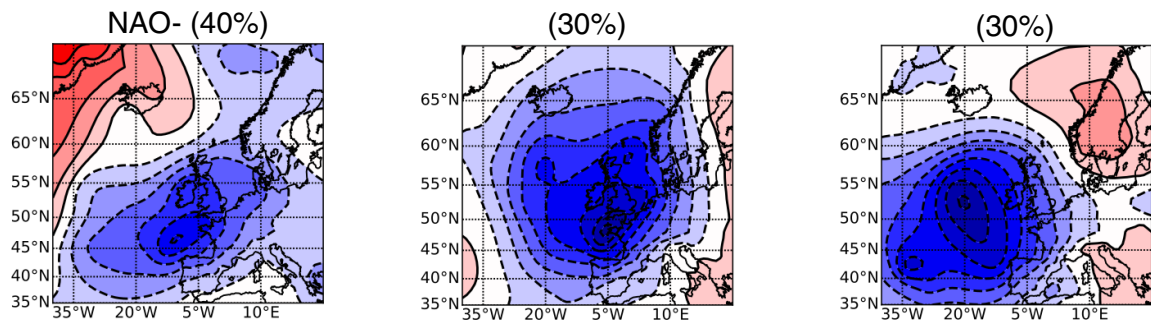 NAO- (40%) (30%) (30%)
65°N 65°N 65°N
60°N 60°N 60°N
55°N 55°N 55°N
50°N 50°N 50°N
45°N 45°N 45°N
40°N 40°N 40°N
35°N 35°N 35°N
35°W 20°W 5°W 10°E 35°W 20°W 5°W 10°E 35°W 20°W 5°W 10°E